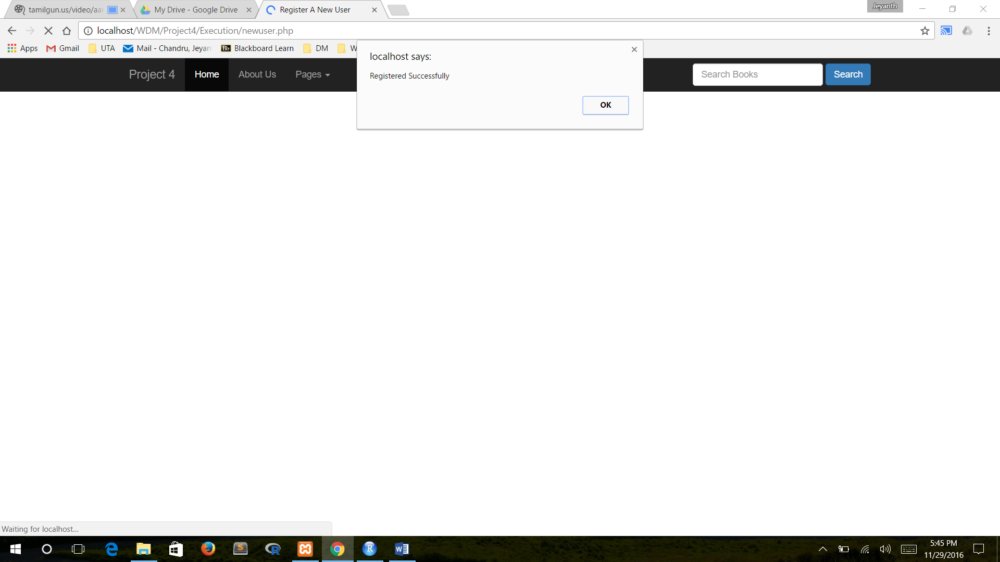 tamilgun.us/video/aar
My Drive - Google Drive
Register A New User
Jeyanth
localhost/WDM/Project4/Execution/newuser.php
Apps
Gmail
UTA
Mail - Chandru, Jeyan
Bb
Blackboard Learn
DM
W
localhost says:
Registered Successfully
OK
Project 4
Home
About Us
Pages
Search Books
Search
Waiting for localhost...
S
R
R
W
5:45 PM
11/29/2016